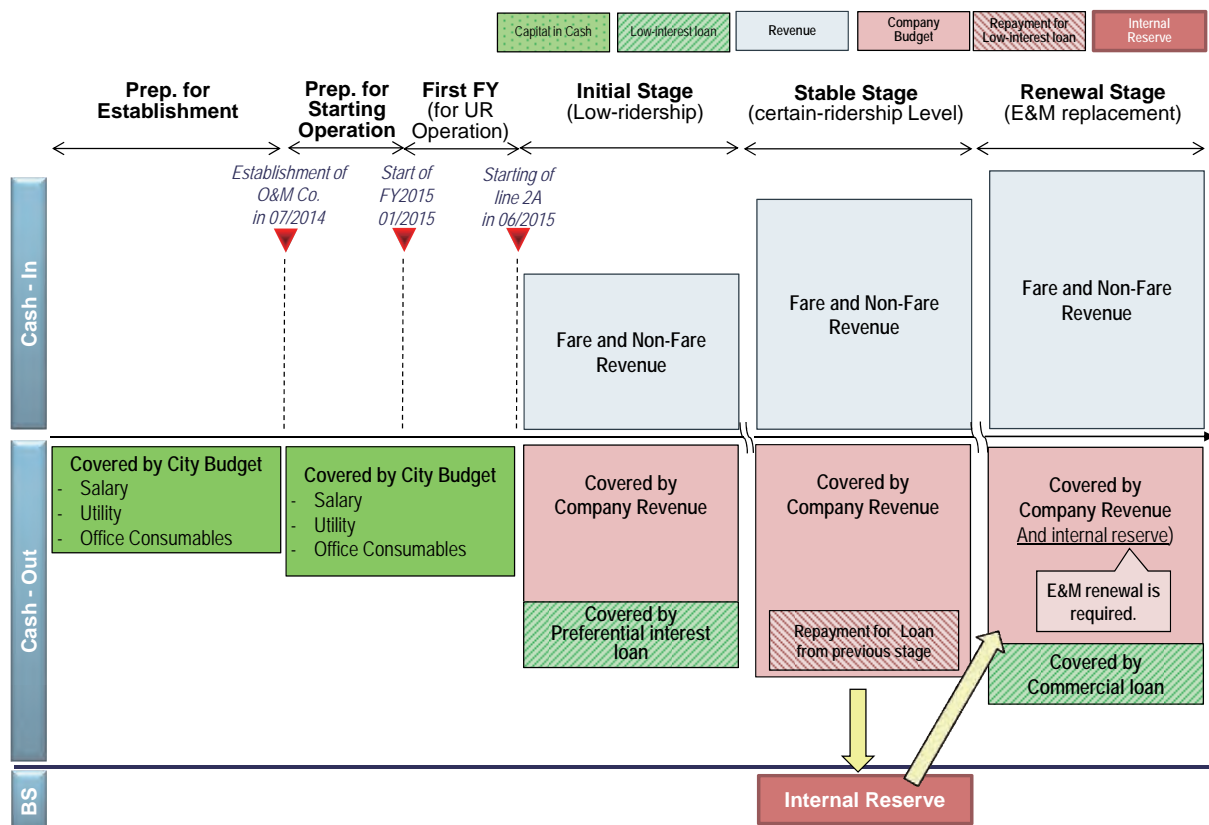 Capital in Cash
Low-interest loan
Revenue
Company
Budget
Repayment for
Low-interest loan
Internal
Reserve
Prep. for
Establishment
Prep. for
Starting
Operation
First FY
(for UR
Operation)
Initial Stage
(Low-ridership)
Stable Stage
(certain-ridership Level)
Renewal Stage
(E&M replacement)
Establishment of
O&M Co.
in 07/2014
Start of
FY2015
01/2015
Starting of
line 2A
in 06/2015
Cash - In
Fare and Non-Fare
Revenue
Fare and Non-Fare
Revenue
Fare and Non-Fare
Revenue
Cash - Out
Covered by City Budget
- Salary
- Utility
- Office Consumables
Covered by City Budget
- Salary
- Utility
- Office Consumables
Covered by
Company Revenue
Covered by
Preferential interest
loan
Covered by
Company Revenue
Repayment for Loan
from previous stage
Covered by
Company Revenue
And internal reserve)
E&M renewal is
required.
Covered by
Commercial loan
BS
Internal Reserve